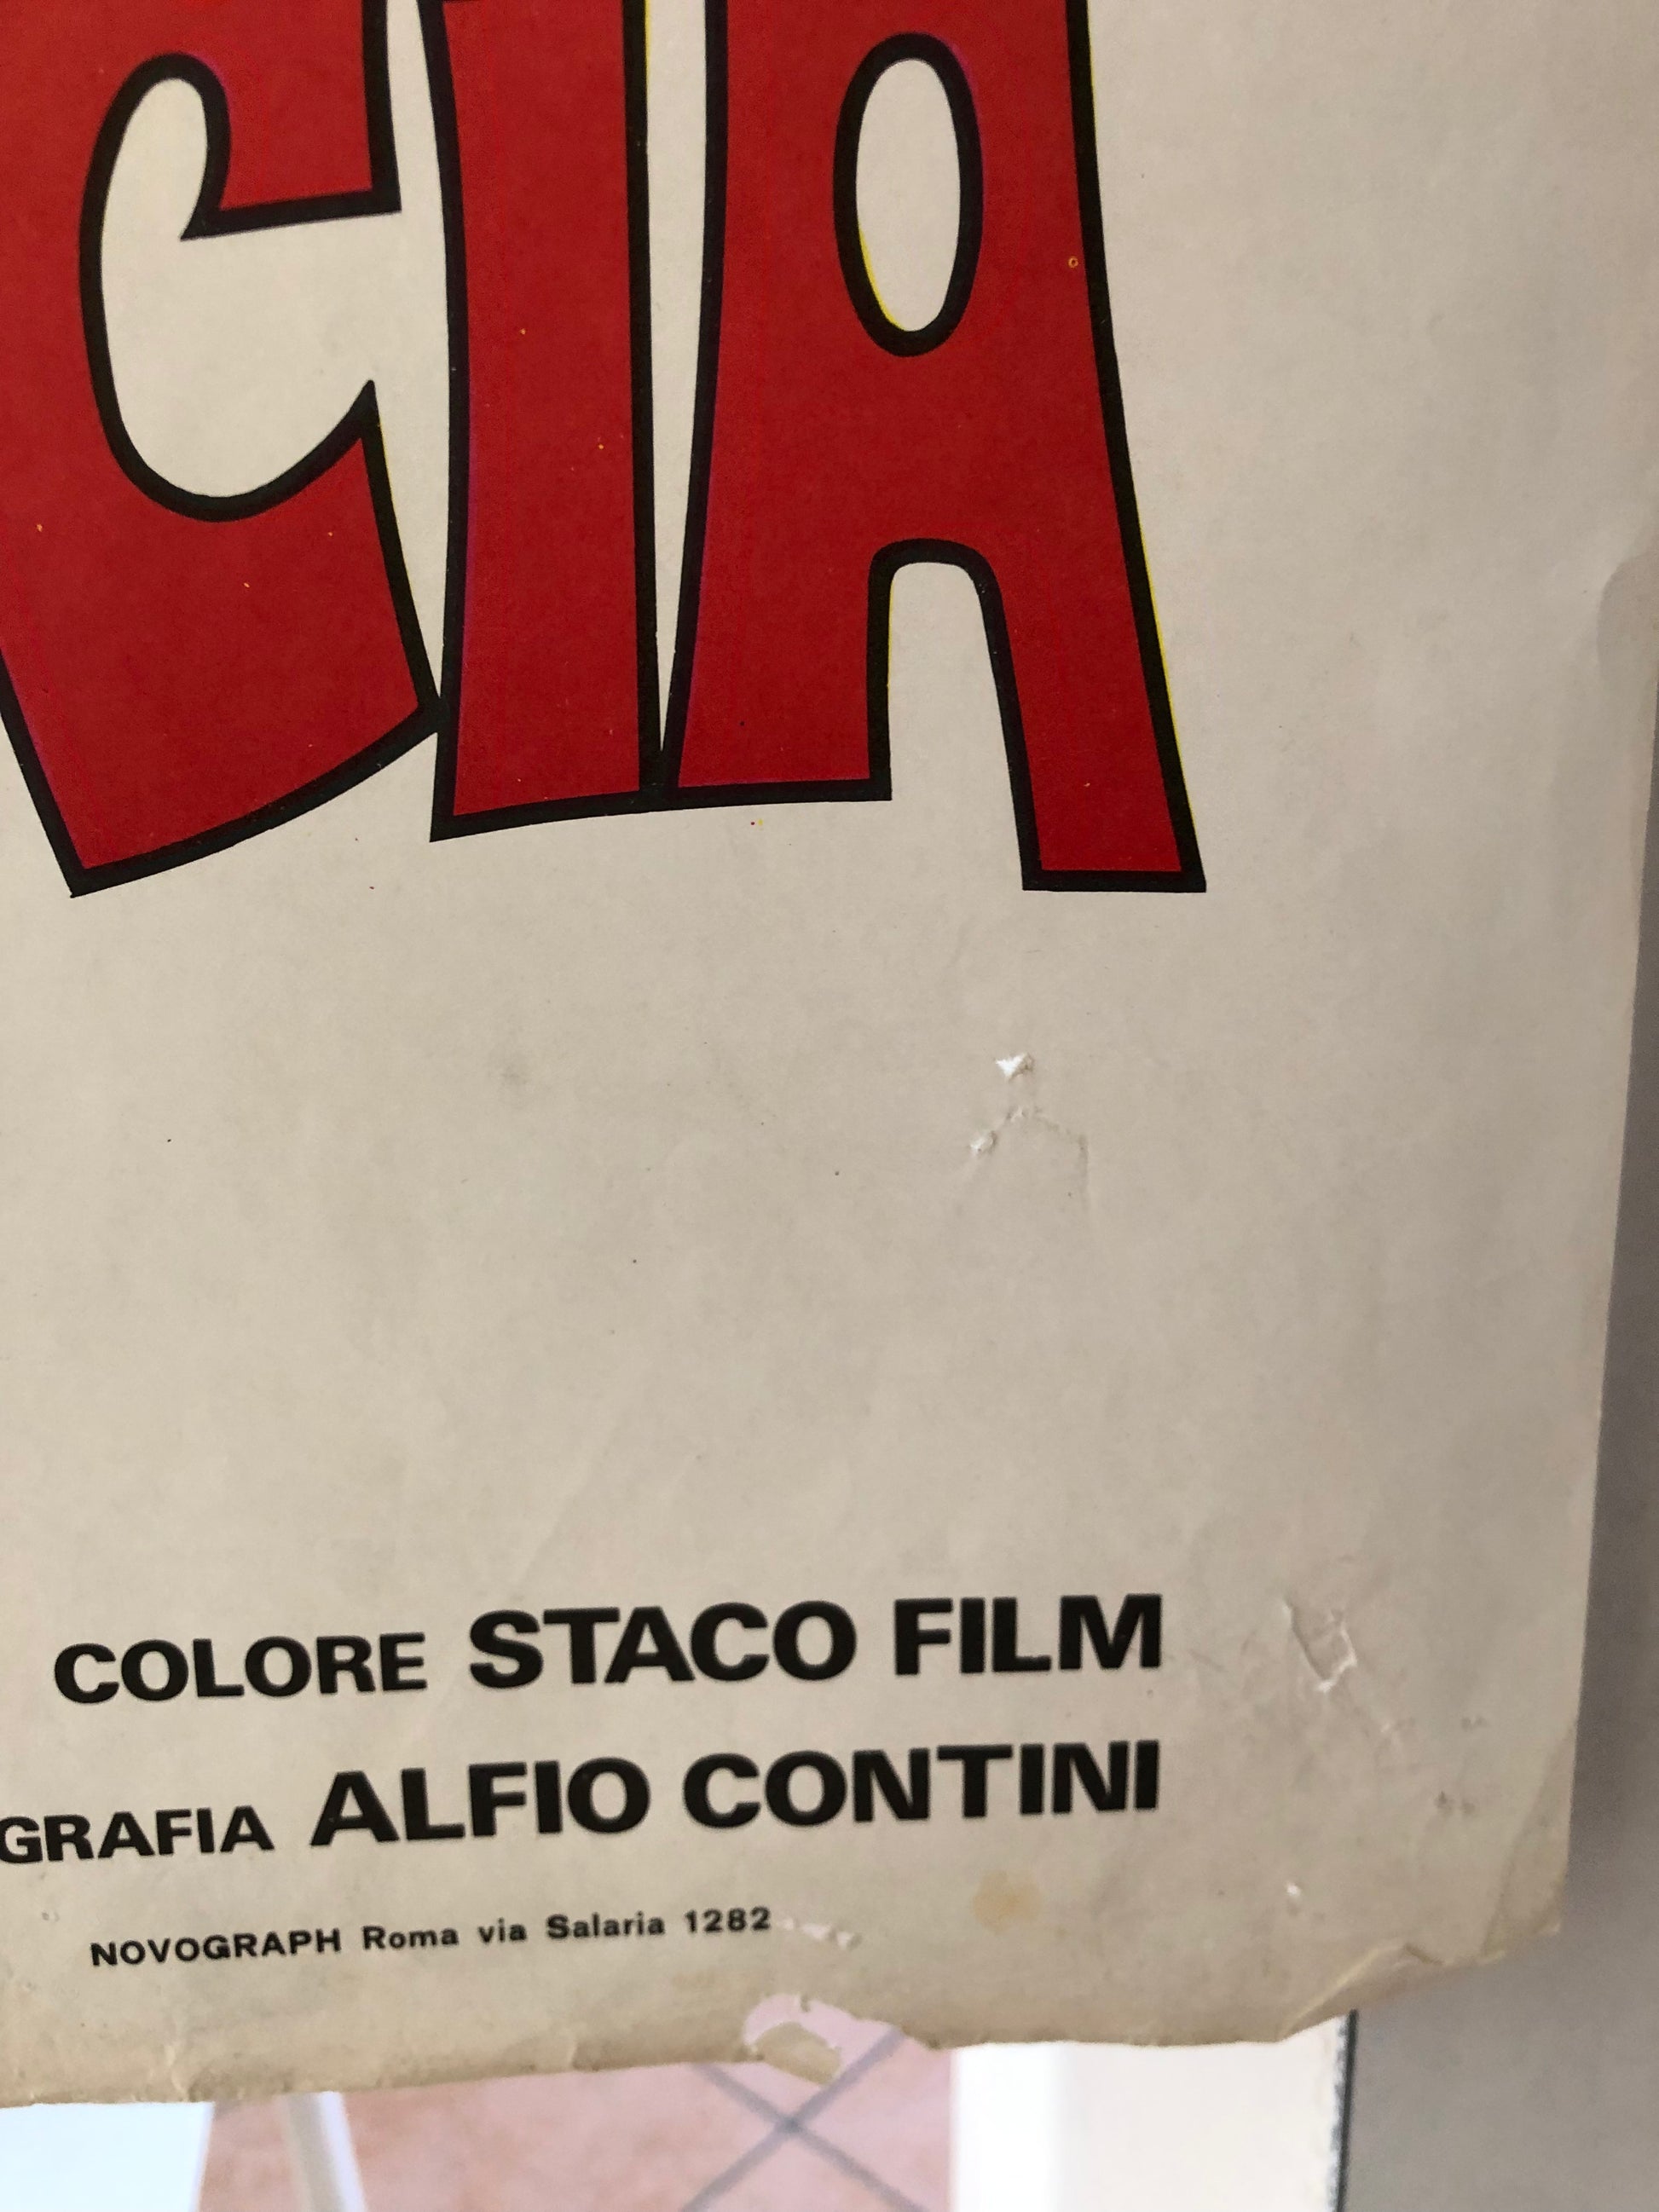 CIA
COLORE STACO FILM
GRAFIA ALFIO CONTINI
NOVOGRAPH Roma via Salaria 1282